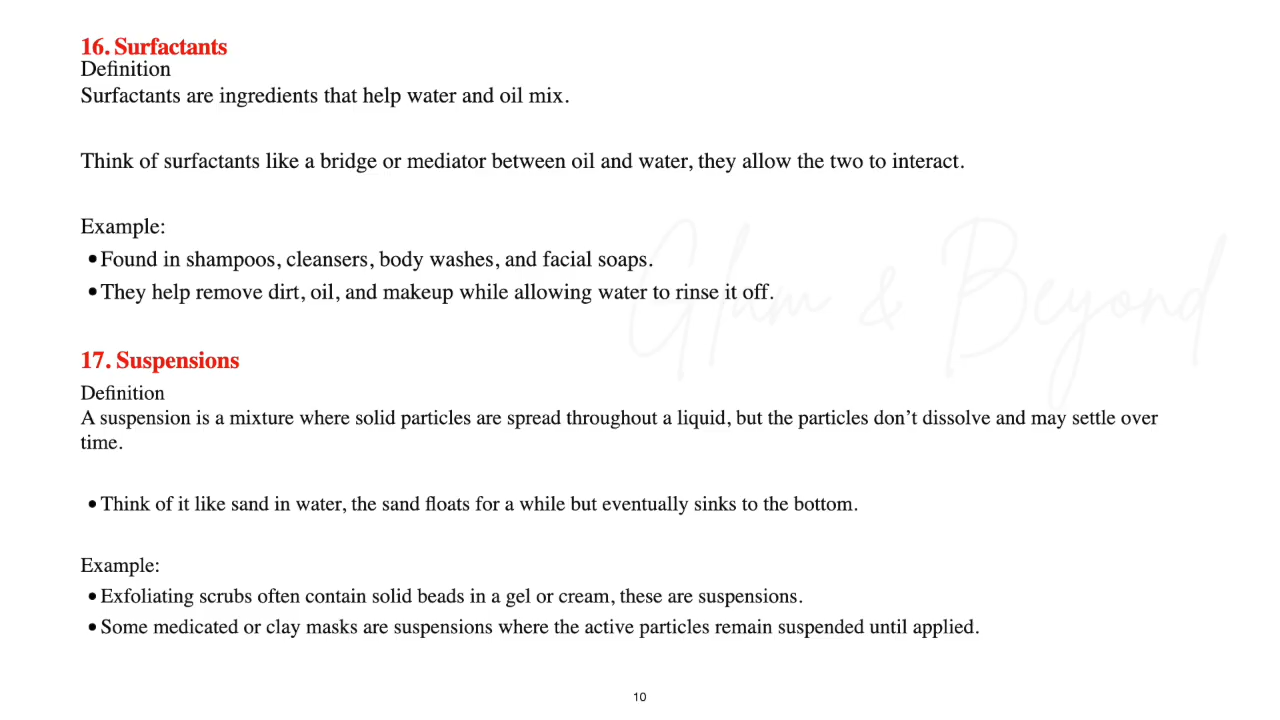 16. Surfactants
Definition
Surfactants are ingredients that help water and oil mix.
Think of surfactants like a bridge or mediator between oil and water, they allow the two to interact.
Example:
• Found in shampoos, cleansers, body washes, and facial soaps.
• They help remove dirt, oil, and makeup while allowing water to rinse it off.
Glum & Beyond
17. Suspensions
Definition
A suspension is a mixture where solid particles are spread throughout a liquid, but the particles don’t dissolve and may settle over
time.
• Think of it like sand in water, the sand floats for a while but eventually sinks to the bottom.
Example:
• Exfoliating scrubs often contain solid beads in a gel or cream, these are suspensions.
• Some medicated or clay masks are suspensions where the active particles remain suspended until applied.
10